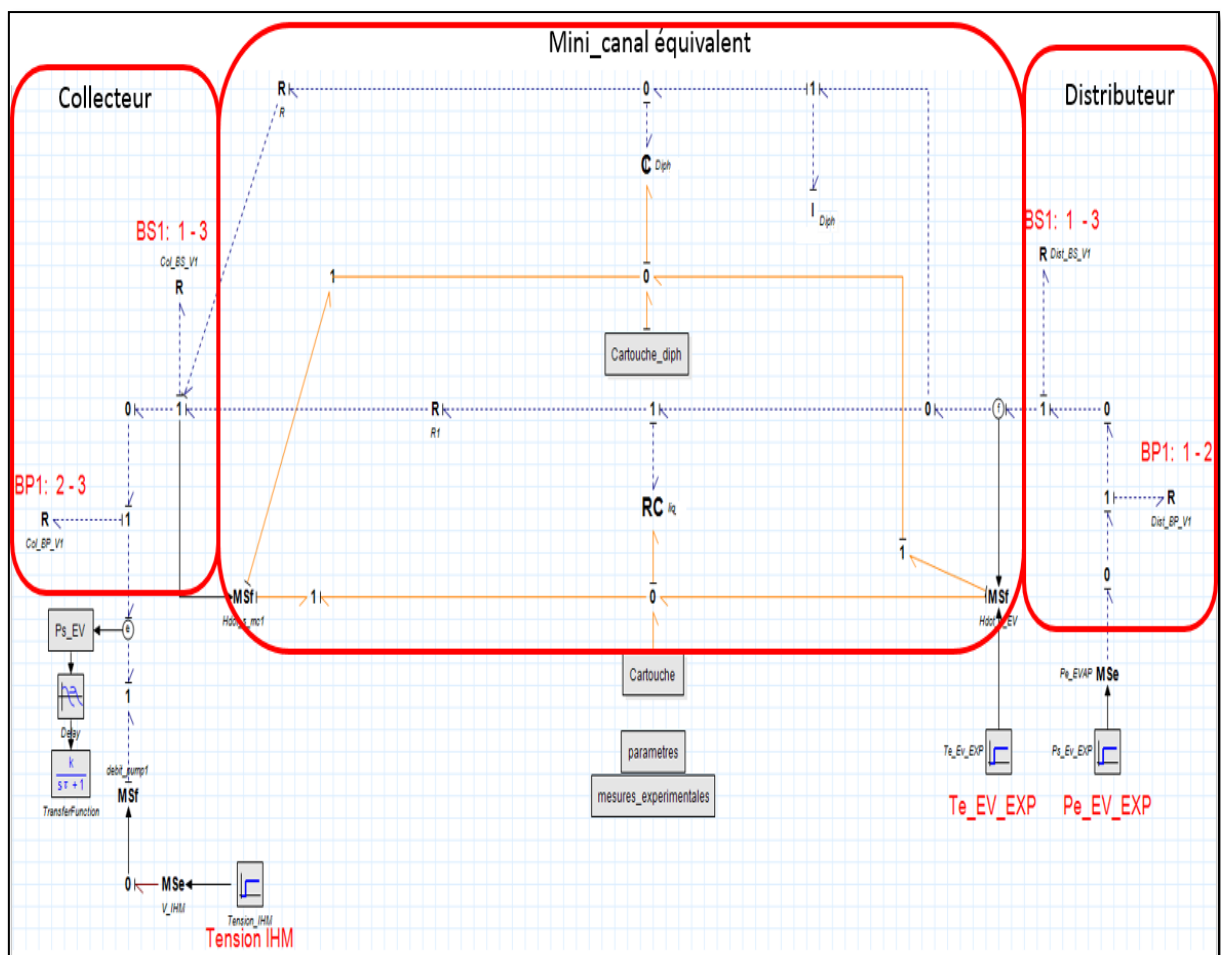 Mini_canal équivalent
Collecteur
Distributeur
R
R
0
1
C Diph
I
Diph
BS1: 1 - 3
Col_BS_V1
R
BS1: 1 - 3
R Dist_BS_V1
1
0
Cartouche_diph
0
1
R
R1
1
0
f
1
0
BP1: 2 - 3
R
Col_BP_V1
1
RC liq
BP1: 1 - 2
1
R
Dist_BP_V1
1
0
MSf
1
0
MSf
Ps_EV
e
Cartouche
Pe_EVAP MSe
1
Delay
k
sτ + 1
TransferFunction
MSf
parametres
mesures_experimentales
Te_Ev_EXP
Ps_Ev_EXP
Te_EV_EXP
Pe_EV_EXP
0
MSe
V_IHM
Tension_IHM
Tension IHM